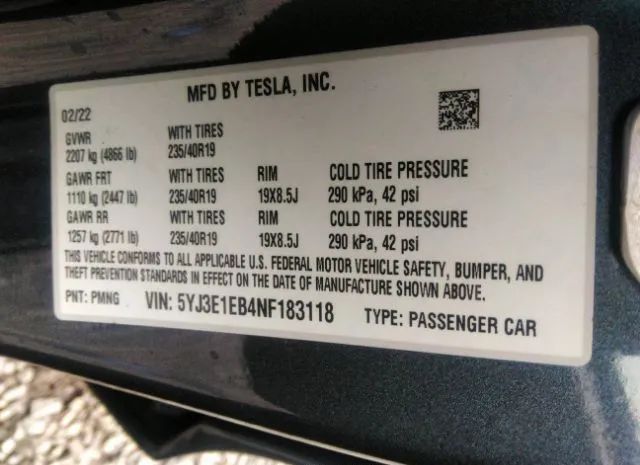 MFD BY TESLA, INC.
02/22
GVWR WITH TIRES
2207 kg (4866 lb) 235/40R19
GAWR FRT WITH TIRES RIM COLD TIRE PRESSURE
1110 kg (2447 lb) 235/40R19 19X8.5J 290 kPa, 42 psi
GAWR RR WITH TIRES RIM COLD TIRE PRESSURE
1257 kg (2771 lb) 235/40R19 19X8.5J 290 kPa, 42 psi
THIS VEHICLE CONFORMS TO ALL APPLICABLE U.S. FEDERAL MOTOR VEHICLE SAFETY, BUMPER, AND
THEFT PREVENTION STANDARDS IN EFFECT ON THE DATE OF MANUFACTURE SHOWN ABOVE.
PNT: PMNG VIN: 5YJ3E1EB4NF183118 TYPE: PASSENGER CAR